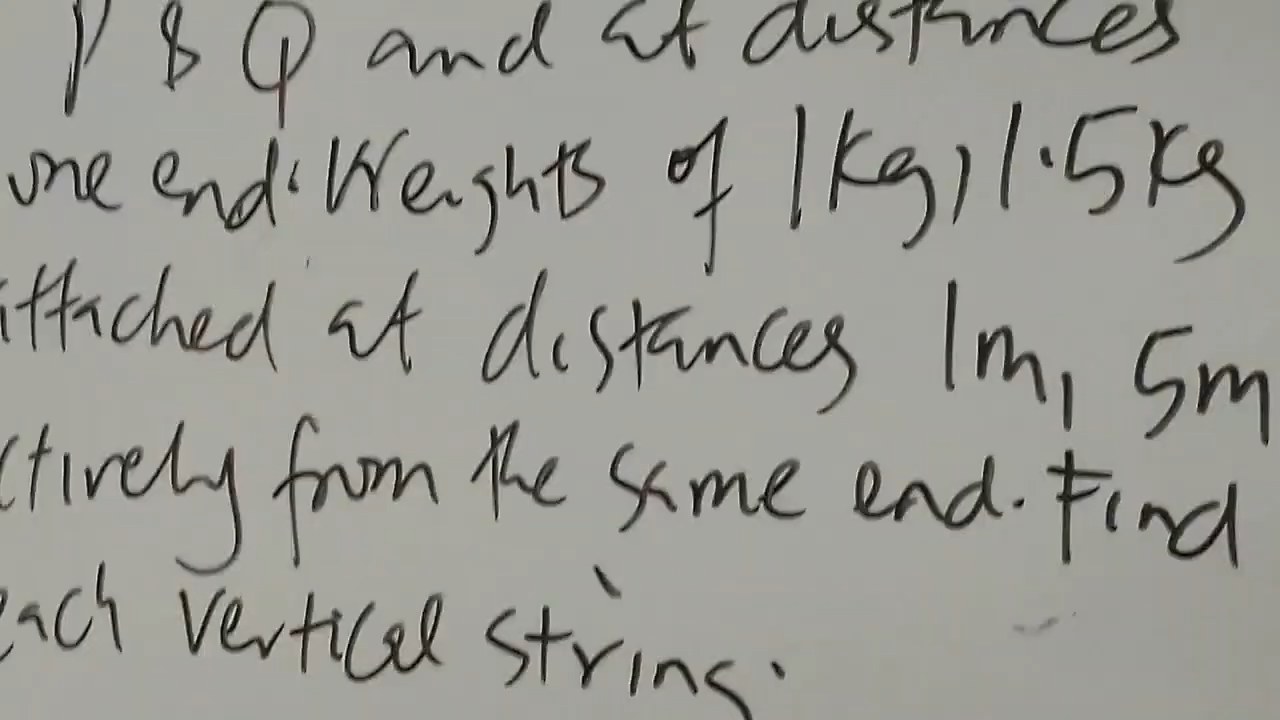 P & Q and at distances
one end. Weights of 1kg, 1.5kg
attached at distances 1m, 5m
ctively from the same end. Find
each vertical string.